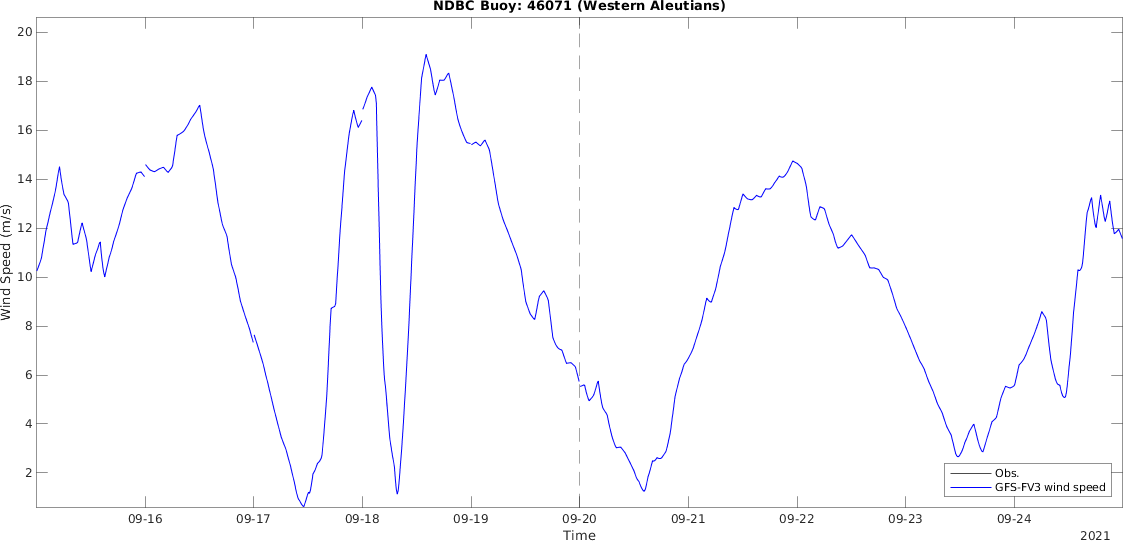 NDBC Buoy: 46071 (Western Aleutians)
20
18
16
14
12
10
8
6
4
2
Wind Speed (m/s)
Obs.
GFS-FV3 wind speed
09-16 09-17 09-18 09-19 09-20 09-21 09-22 09-23 09-24
Time
2021